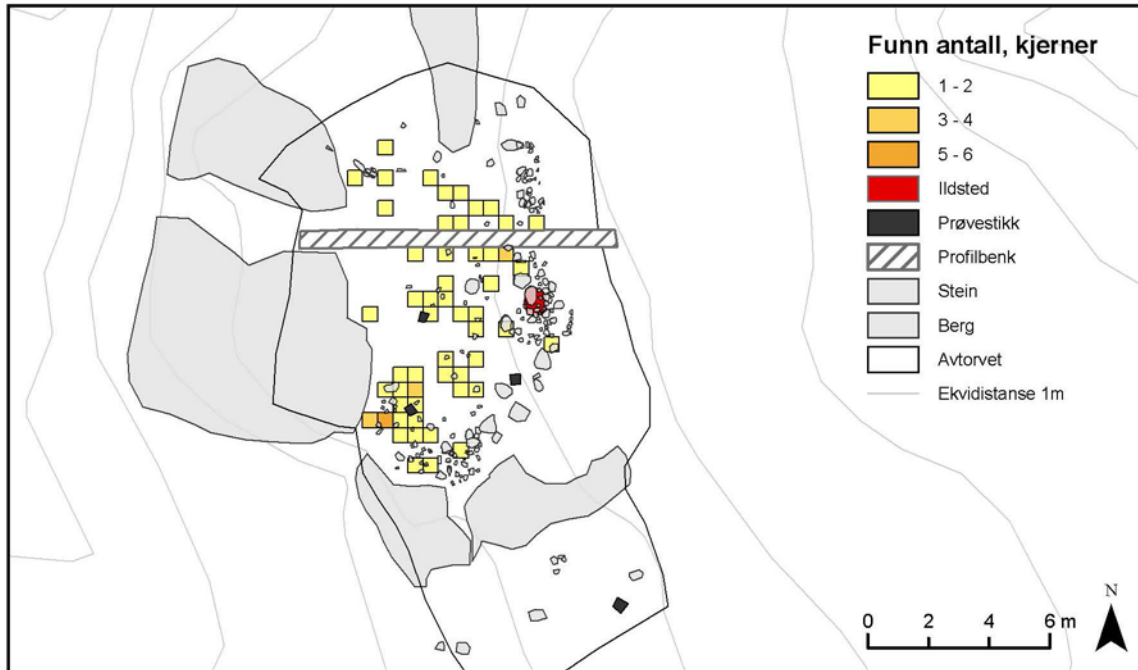 Funn antall, kjerner
1 - 2
3 - 4
5 - 6
Ildsted
Prøvestikk
Profilbenk
Stein
Berg
Avtorvet
Ekvidistanse 1m
N
0 2 4 6 m